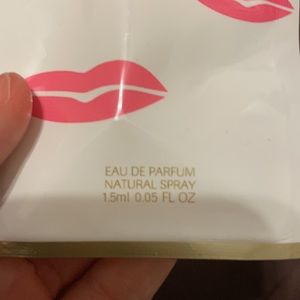 EAU DE PARFUM
NATURAL SPRAY
1.5ml 0.05 FL OZ